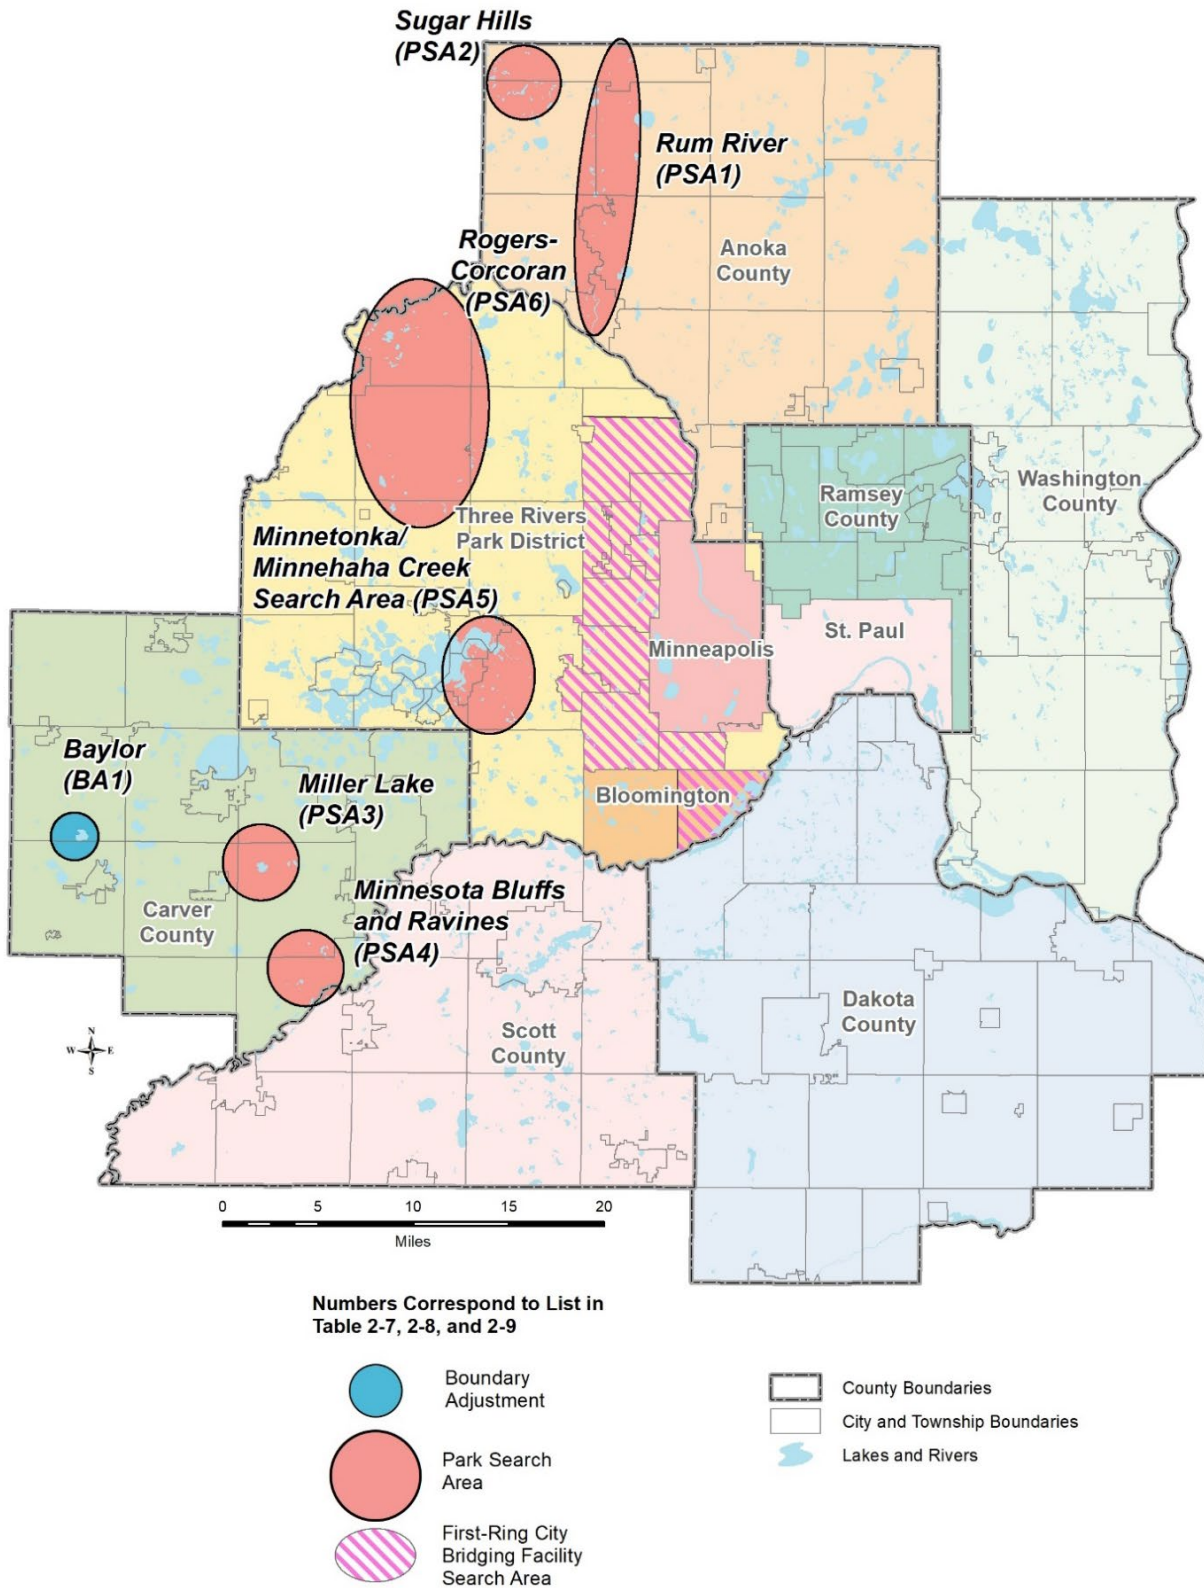 Sugar Hills
(PSA2)
Rum River
(PSA1)
Rogers-
Corcoran
(PSA6)
Anoka
County
Washington
County
Ramsey
County
Three Rivers
Park District
Minnetonka/
Minnehaha Creek
Search Area (PSA5)
St. Paul
Minneapolis
Baylor
(BA1)
Miller Lake
(PSA3)
Bloomington
Minnesota Bluffs
and Ravines
(PSA4)
Carver
County
Dakota
County
Scott
County
N
W E
S
0 5 10 15 20
Miles
Numbers Correspond to List in
Table 2-7, 2-8, and 2-9
Boundary
Adjustment
Park Search
Area
First-Ring City
Bridging Facility
Search Area
County Boundaries
City and Township Boundaries
Lakes and Rivers